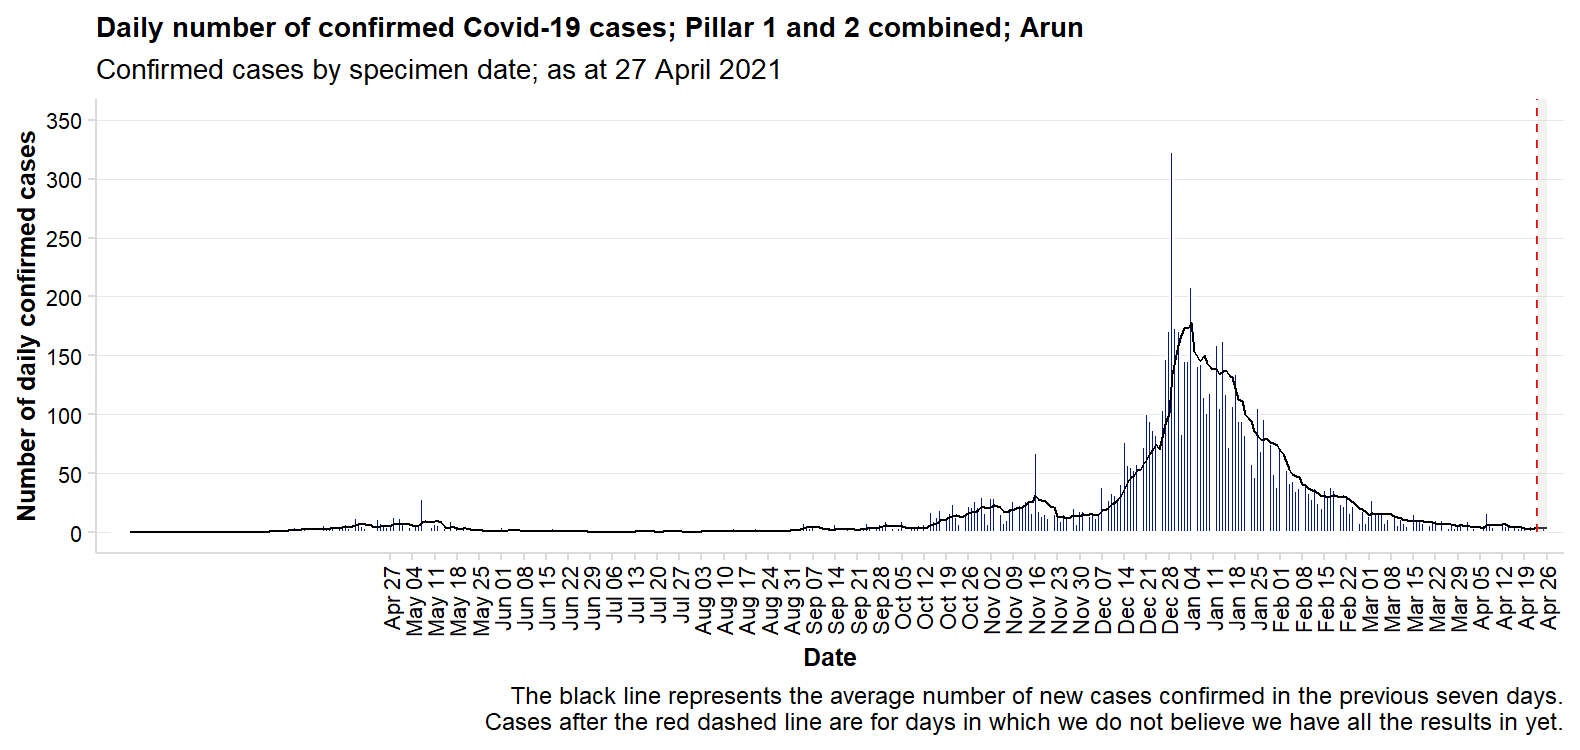 Daily number of confirmed Covid-19 cases; Pillar 1 and 2 combined; Arun
Confirmed cases by specimen date; as at 27 April 2021
Number of daily confirmed cases
350
300
250
200
150
100
50
0
Apr 27
May 04
May 11
May 18
May 25
Jun 01
Jun 08
Jun 15
Jun 22
Jun 29
Jul 06
Jul 13
Jul 20
Jul 27
Aug 03
Aug 10
Aug 17
Aug 24
Aug 31
Sep 07
Sep 14
Sep 21
Sep 28
Oct 05
Oct 12
Oct 19
Oct 26
Nov 02
Nov 09
Nov 16
Nov 23
Nov 30
Dec 07
Dec 14
Dec 21
Dec 28
Jan 04
Jan 11
Jan 18
Jan 25
Feb 01
Feb 08
Feb 15
Feb 22
Mar 01
Mar 08
Mar 15
Mar 22
Mar 29
Apr 05
Apr 12
Apr 19
Apr 26
Date
The black line represents the average number of new cases confirmed in the previous seven days.
Cases after the red dashed line are for days in which we do not believe we have all the results in yet.